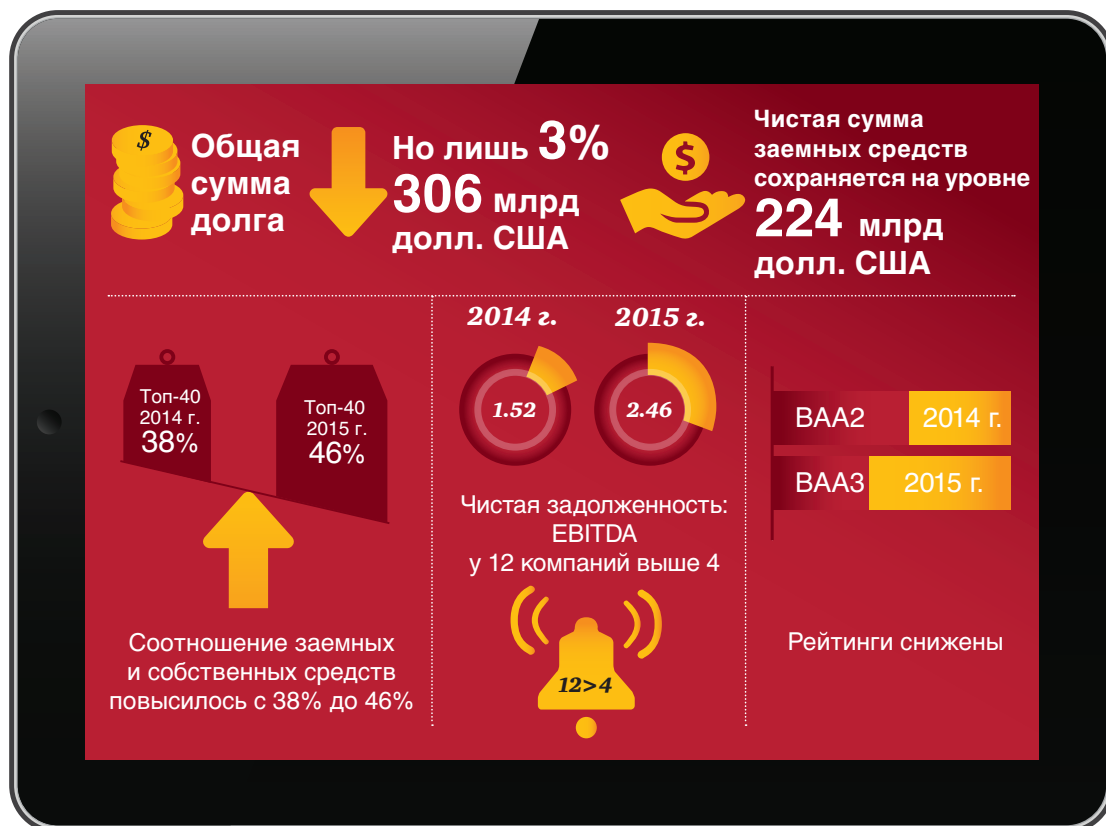 $
Общая
сумма
долга
Но лишь 3%
306 млрд
долл. США
$
Чистая сумма
заемных средств
сохраняется на уровне
224 млрд
долл. США
Топ-40
2014 г.
38%
Топ-40
2015 г.
46%
Соотношение заемных
и собственных средств
повысилось с 38% до 46%
2014 г.
2015 г.
1.52
2.46
Чистая задолженность:
EBITDA
у 12 компаний выше 4
12>4
BAA2
2014 г.
BAA3
2015 г.
Рейтинги снижены